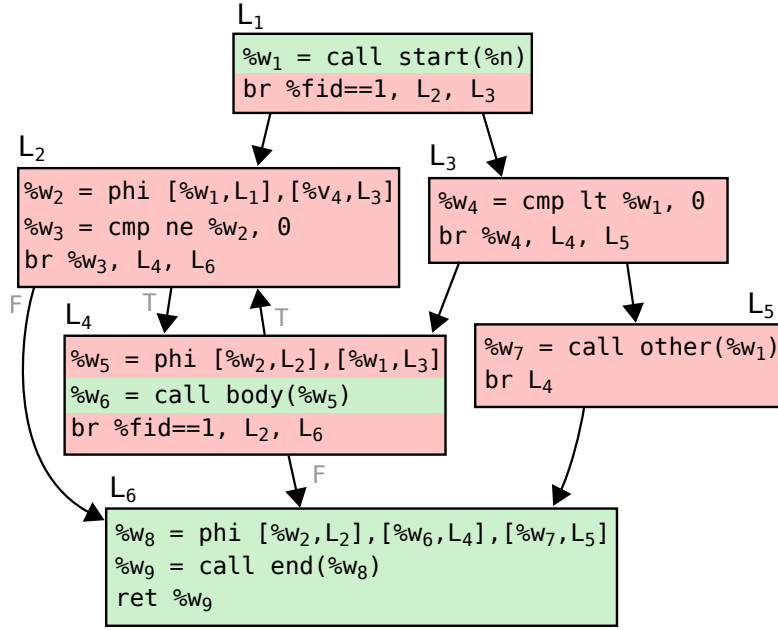 L₁
%w₁ = call start(%n)
br %fid==1, L₂, L₃
L₂
%w₂ = phi [%w₁,L₁],[%v₄,L₃]
%w₃ = cmp ne %w₂, 0
br %w₃, L₄, L₆
L₃
%w₄ = cmp lt %w₁, 0
br %w₄, L₄, L₅
F
T
T
L₄
%w₅ = phi [%w₂,L₂],[%w₁,L₃]
%w₆ = call body(%w₅)
br %fid==1, L₂, L₆
L₅
%w₇ = call other(%w₁)
br L₄
F
L₆
%w₈ = phi [%w₂,L₂],[%w₆,L₄],[%w₇,L₅]
%w₉ = call end(%w₈)
ret %w₉